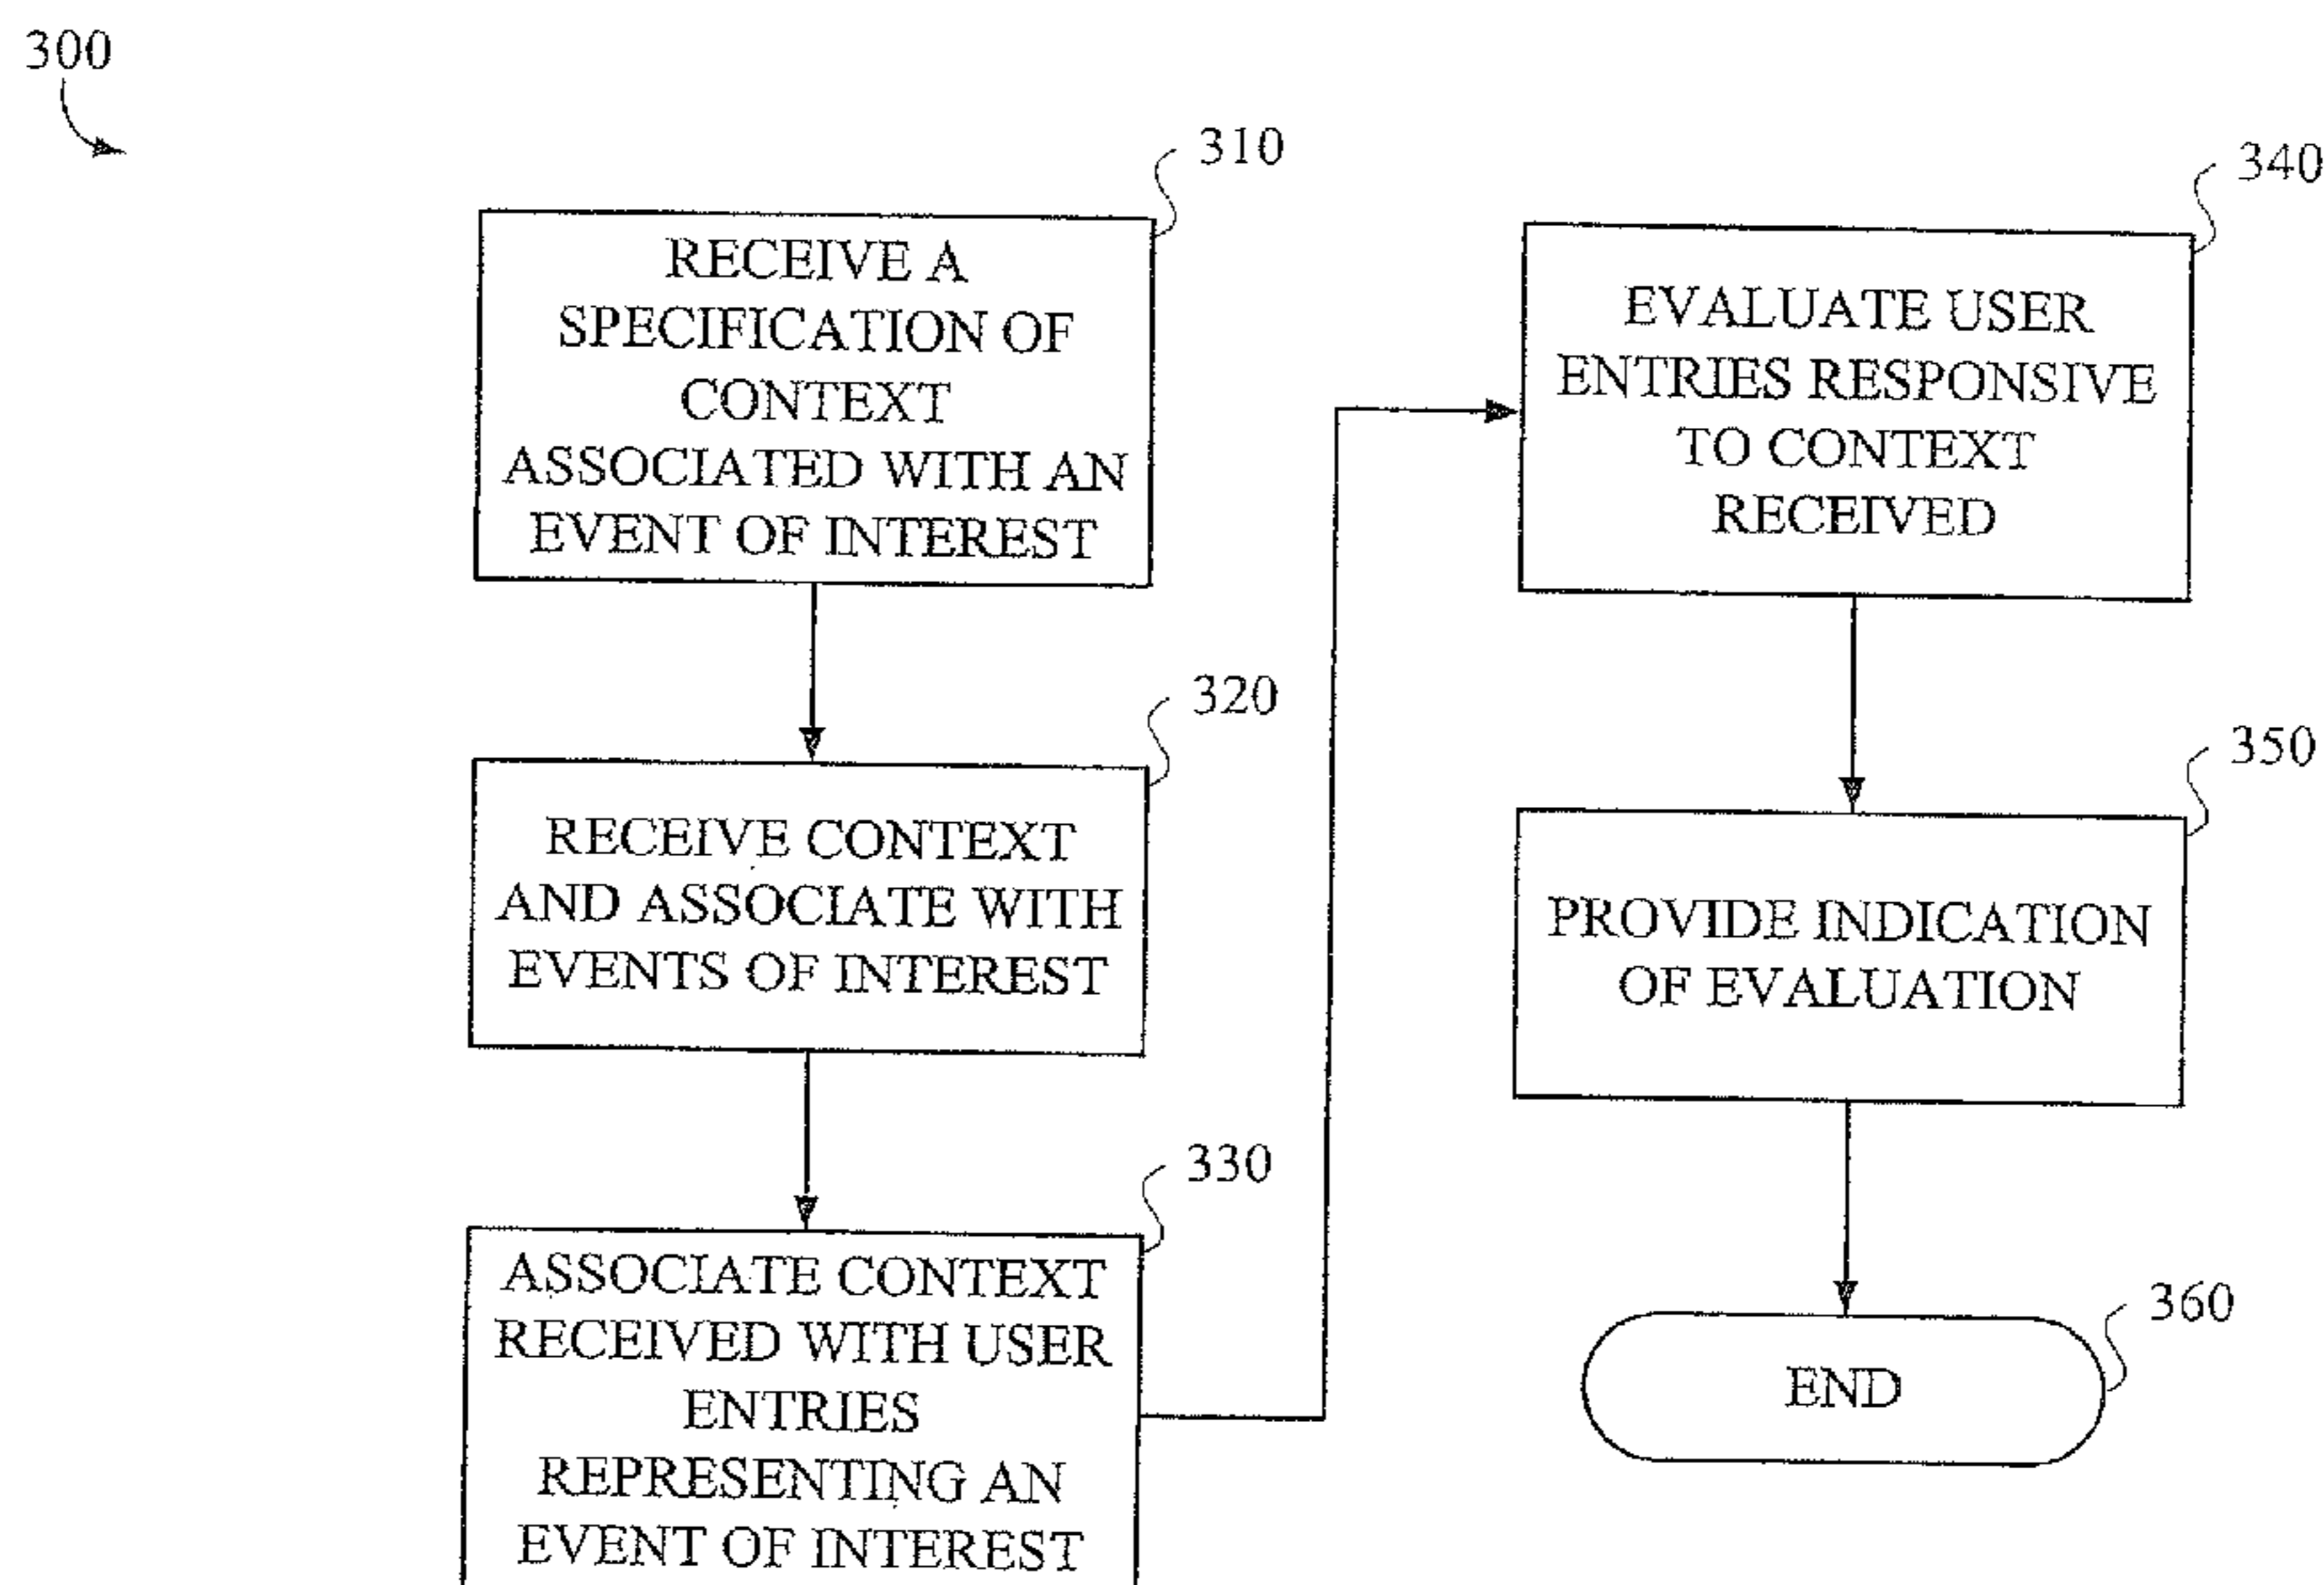 300
310
RECEIVE A
SPECIFICATION OF
CONTEXT
ASSOCIATED WITH AN
EVENT OF INTEREST
320
RECEIVE CONTEXT
AND ASSOCIATE WITH
EVENTS OF INTEREST
330
ASSOCIATE CONTEXT
RECEIVED WITH USER
ENTRIES
REPRESENTING AN
EVENT OF INTEREST
340
EVALUATE USER
ENTRIES RESPONSIVE
TO CONTEXT
RECEIVED
350
PROVIDE INDICATION
OF EVALUATION
360
END